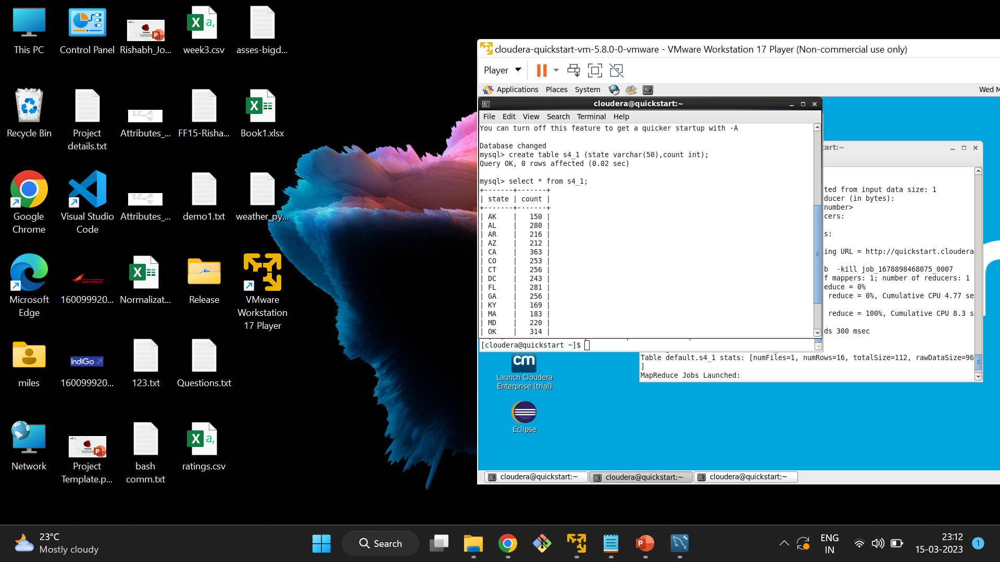 This PC
Control Panel
Rishabh_Jo...
week3.csv
asses-bigd...
Recycle Bin
Project
details.txt
Attributes_...
FF15-Risha...
Book1.xlsx
Google
Chrome
Visual Studio
Code
Attributes_...
demo1.txt
weather_py...
Microsoft
Edge
160099920...
Normalizat...
Release
VMware
Workstation
17 Player
miles
IndiGo
160099920...
123.txt
Questions.txt
Network
Project
Template.p...
bash
comm.txt
ratings.csv
cloudera-quickstart-vm-5.8.0-0-vmware - VMware Workstation 17 Player (Non-commercial use only)
Player
Applications Places System
Wed M
cloudera@quickstart:~
File Edit View Search Terminal Help
You can turn off this feature to get a quicker startup with -A
Database changed
mysql> create table s4_1 (state varchar(50),count int);
Query OK, 0 rows affected (0.02 sec)
mysql> select * from s4_1;
+-------+-------+
| state | count |
+-------+-------+
| AK | 150 |
| AL | 280 |
| AR | 216 |
| AZ | 212 |
| CA | 363 |
| CO | 253 |
| CT | 256 |
| DC | 243 |
| FL | 281 |
| GA | 256 |
| KY | 169 |
| MA | 183 |
| MD | 220 |
| OK | 314 |
[cloudera@quickstart ~]$
start:~
ted from input data size: 1
ducer (in bytes):
number>
cers:
s:
ing URL = http://quickstart.cloudera
b -kill job_1678898468075_0007
f mappers: 1; number of reducers: 1
reduce = 0%
reduce = 0%, Cumulative CPU 4.77 se
reduce = 100%, Cumulative CPU 8.3 s
ds 300 msec
Table default.s4_1 stats: [numFiles=1, numRows=16, totalSize=112, rawDataSize=96
]
MapReduce Jobs Launched:
cm
Launch Cloudera
Enterprise (trial)
Eclipse
cloudera@quickstart:~
cloudera@quickstart:~
cloudera@quickstart:~
23°C
Mostly cloudy
Search
ENG
IN
23:12
15-03-2023
1